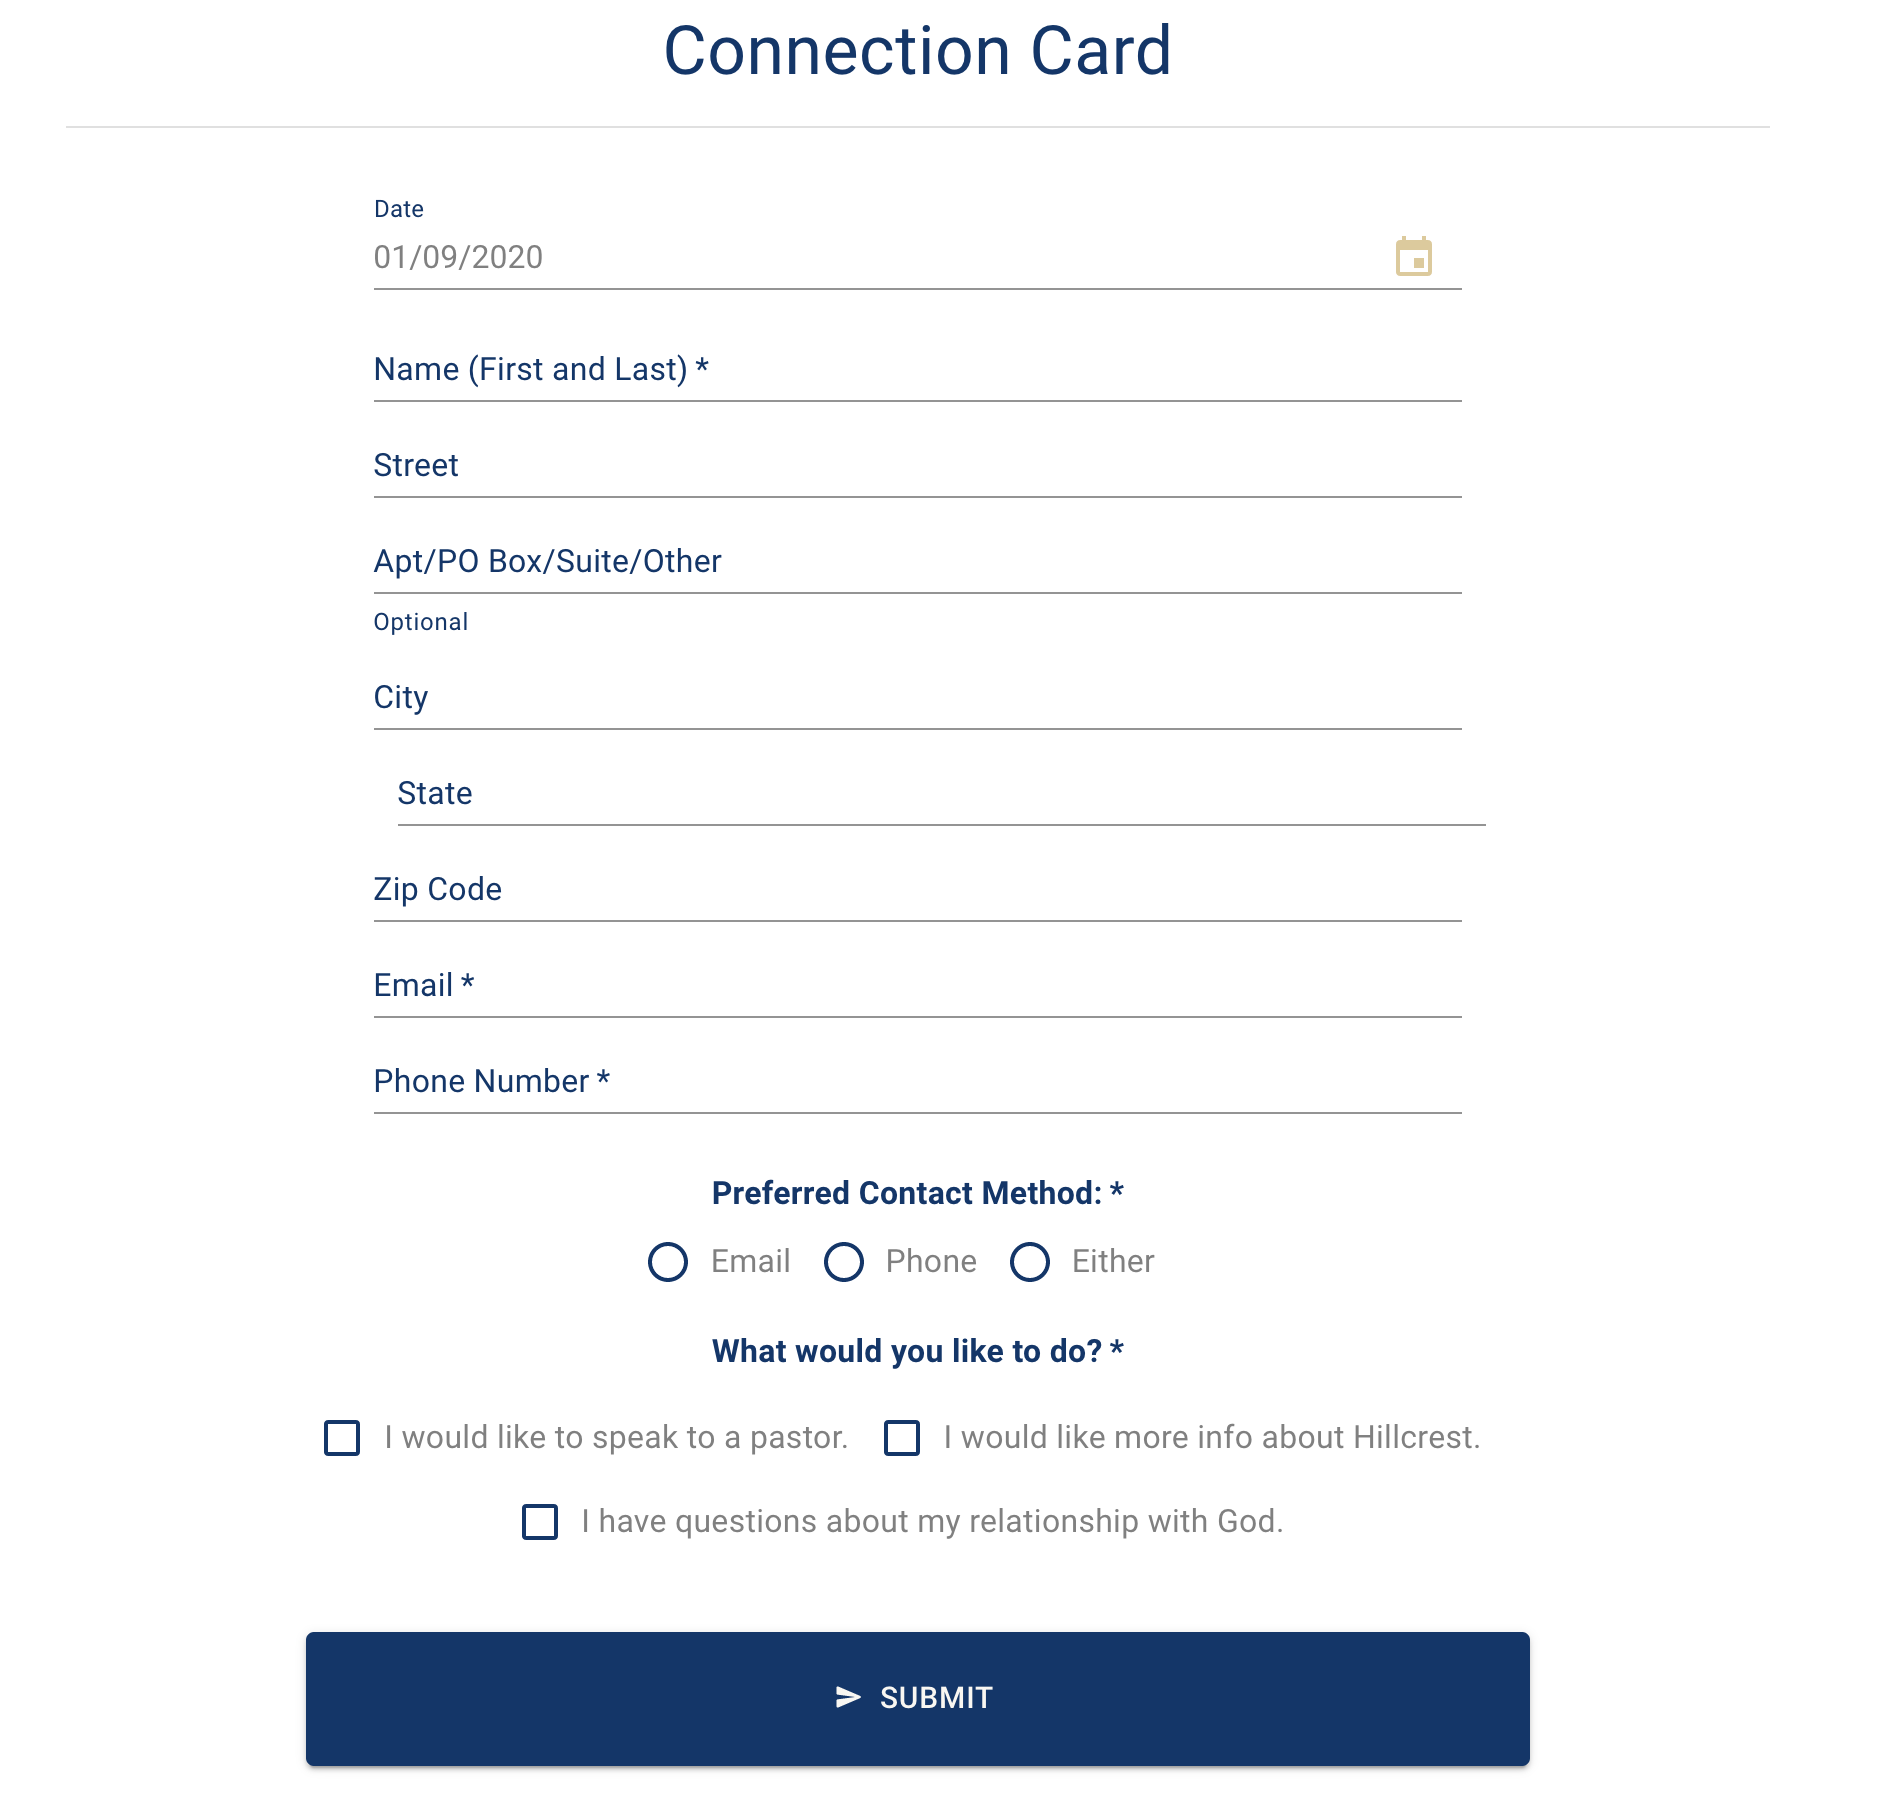 Connection Card
Date
01/09/2020
Name (First and Last) *
Street
Apt/PO Box/Suite/Other
Optional
City
State
Zip Code
Email *
Phone Number *
Preferred Contact Method: *
Email Phone Either
What would you like to do? *
I would like to speak to a pastor. I would like more info about Hillcrest.
I have questions about my relationship with God.
SUBMIT